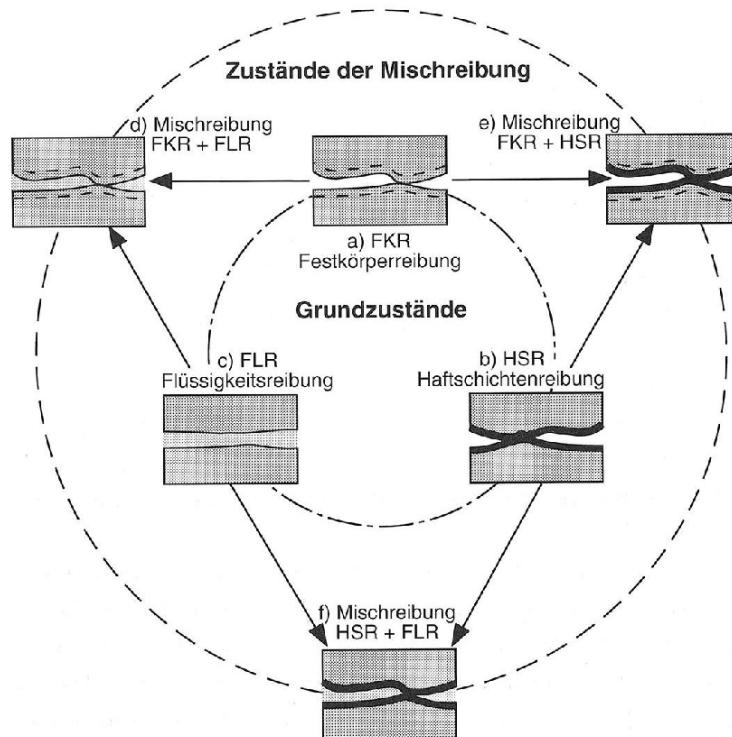 Zustände der Mischreibung
d) Mischreibung
FKR + FLR
e) Mischreibung
FKR + HSR
a) FKR
Festkörperreibung
Grundzustände
c) FLR
Flüssigkeitsreibung
b) HSR
Haftschichtenreibung
f) Mischreibung
HSR + FLR